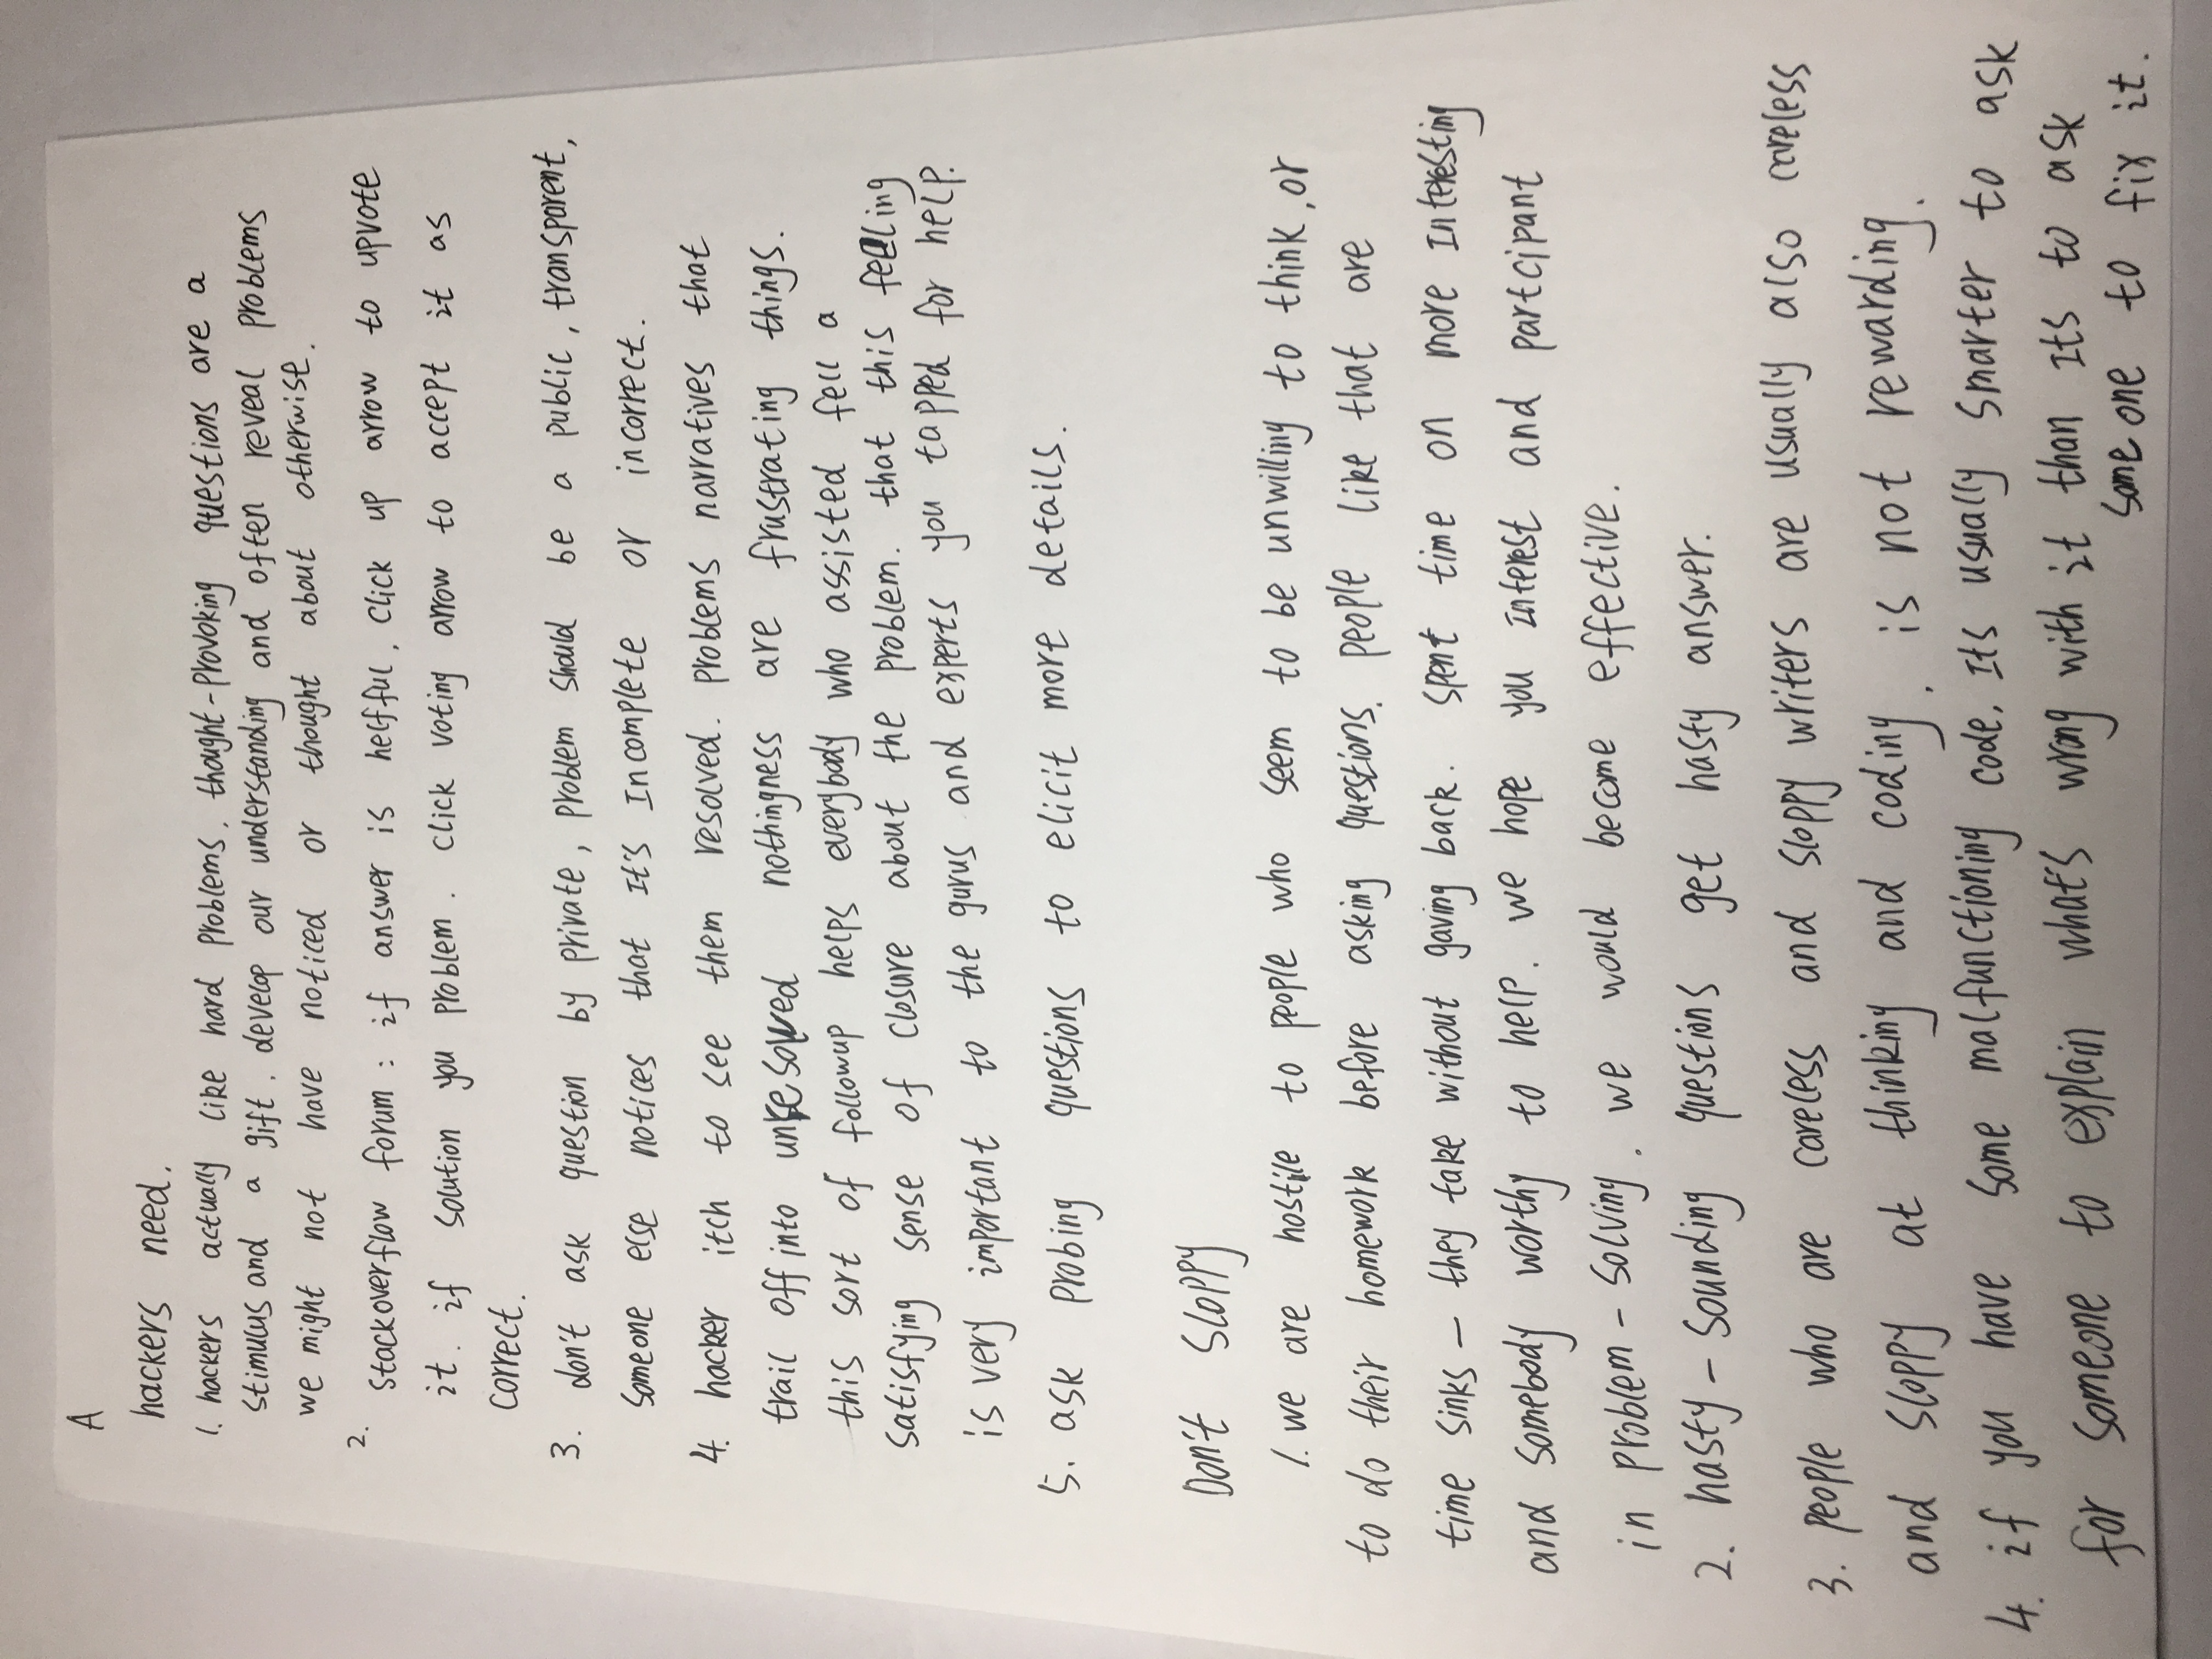 A
hackers need.
1. hackers actually like hard problems. thought-provoking questions are a
stimulus and a gift. develop our understanding and often reveal problems
we might not have noticed or thought about otherwise.
2.
stackoverflow forum : if answer is helfful, click up arrow to upvote
it. if solution you problem. click voting arrow to accept it as
correct.
3. don't ask question by private, problem should be a public, transparent,
someone else notices that It's Incomplete or incorrect.
4. hacker itch to see them resolved. problems narratives that
trail off into unresolved nothingness are frustrating things.
this sort of followup helps everybody who assisted fell a
satisfying sense of closure about the problem. that this feeling
is very important to the gurus and experts you tapped for help.
5. ask probing questions to elicit more details.
Don't sloppy
1. we are hostile to people who seem to be unwilling to think, or
to do their homework before asking questions. people like that are
time sinks — they take without gaving back. spent time on more Interesting
and somebody worthy to help. we hope you Interest and partcipant
in problem-solving. we would become effective.
2. hasty-sounding questions get hasty answer.
3. people who are careless and sloppy writers are usually also careless
and sloppy at thinking and coding. is not rewarding.
4. if you have some malfunctioning code, Its usually smarter to ask
for someone to explain what's wrong with it than Its to ask
someone to fix it.